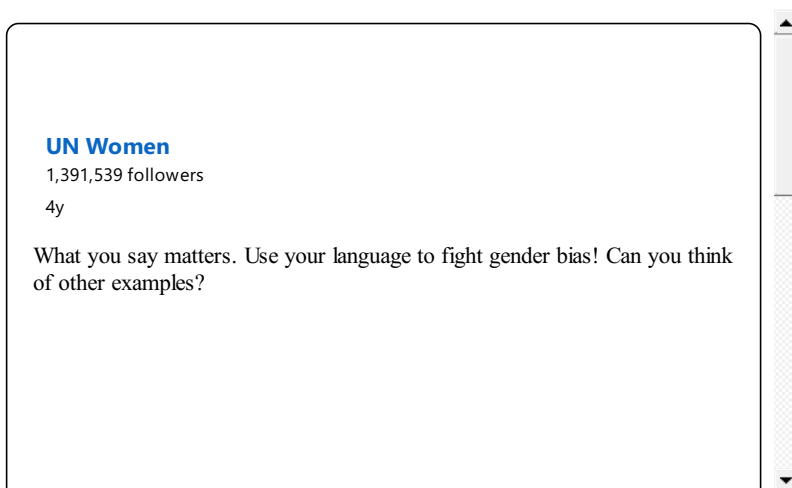 UN Women
1,391,539 followers
4y
What you say matters. Use your language to fight gender bias! Can you think
of other examples?